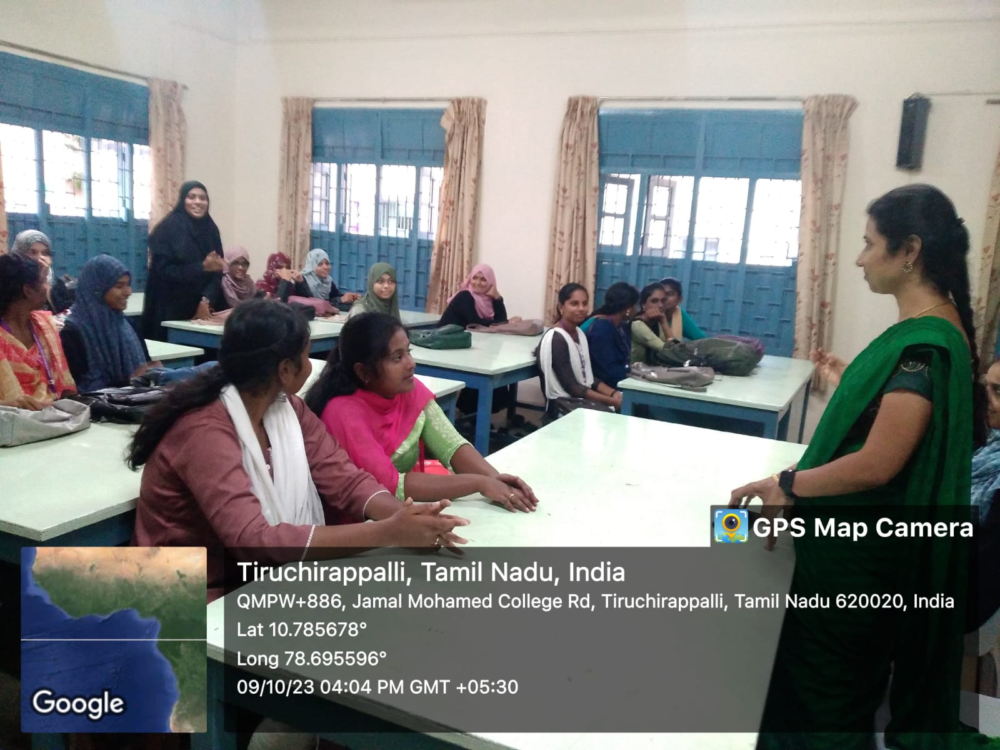 GPS Map Camera
Tiruchirappalli, Tamil Nadu, India
QMPW+886, Jamal Mohamed College Rd, Tiruchirappalli, Tamil Nadu 620020, India
Lat 10.785678°
Long 78.695596°
09/10/23 04:04 PM GMT +05:30
Google